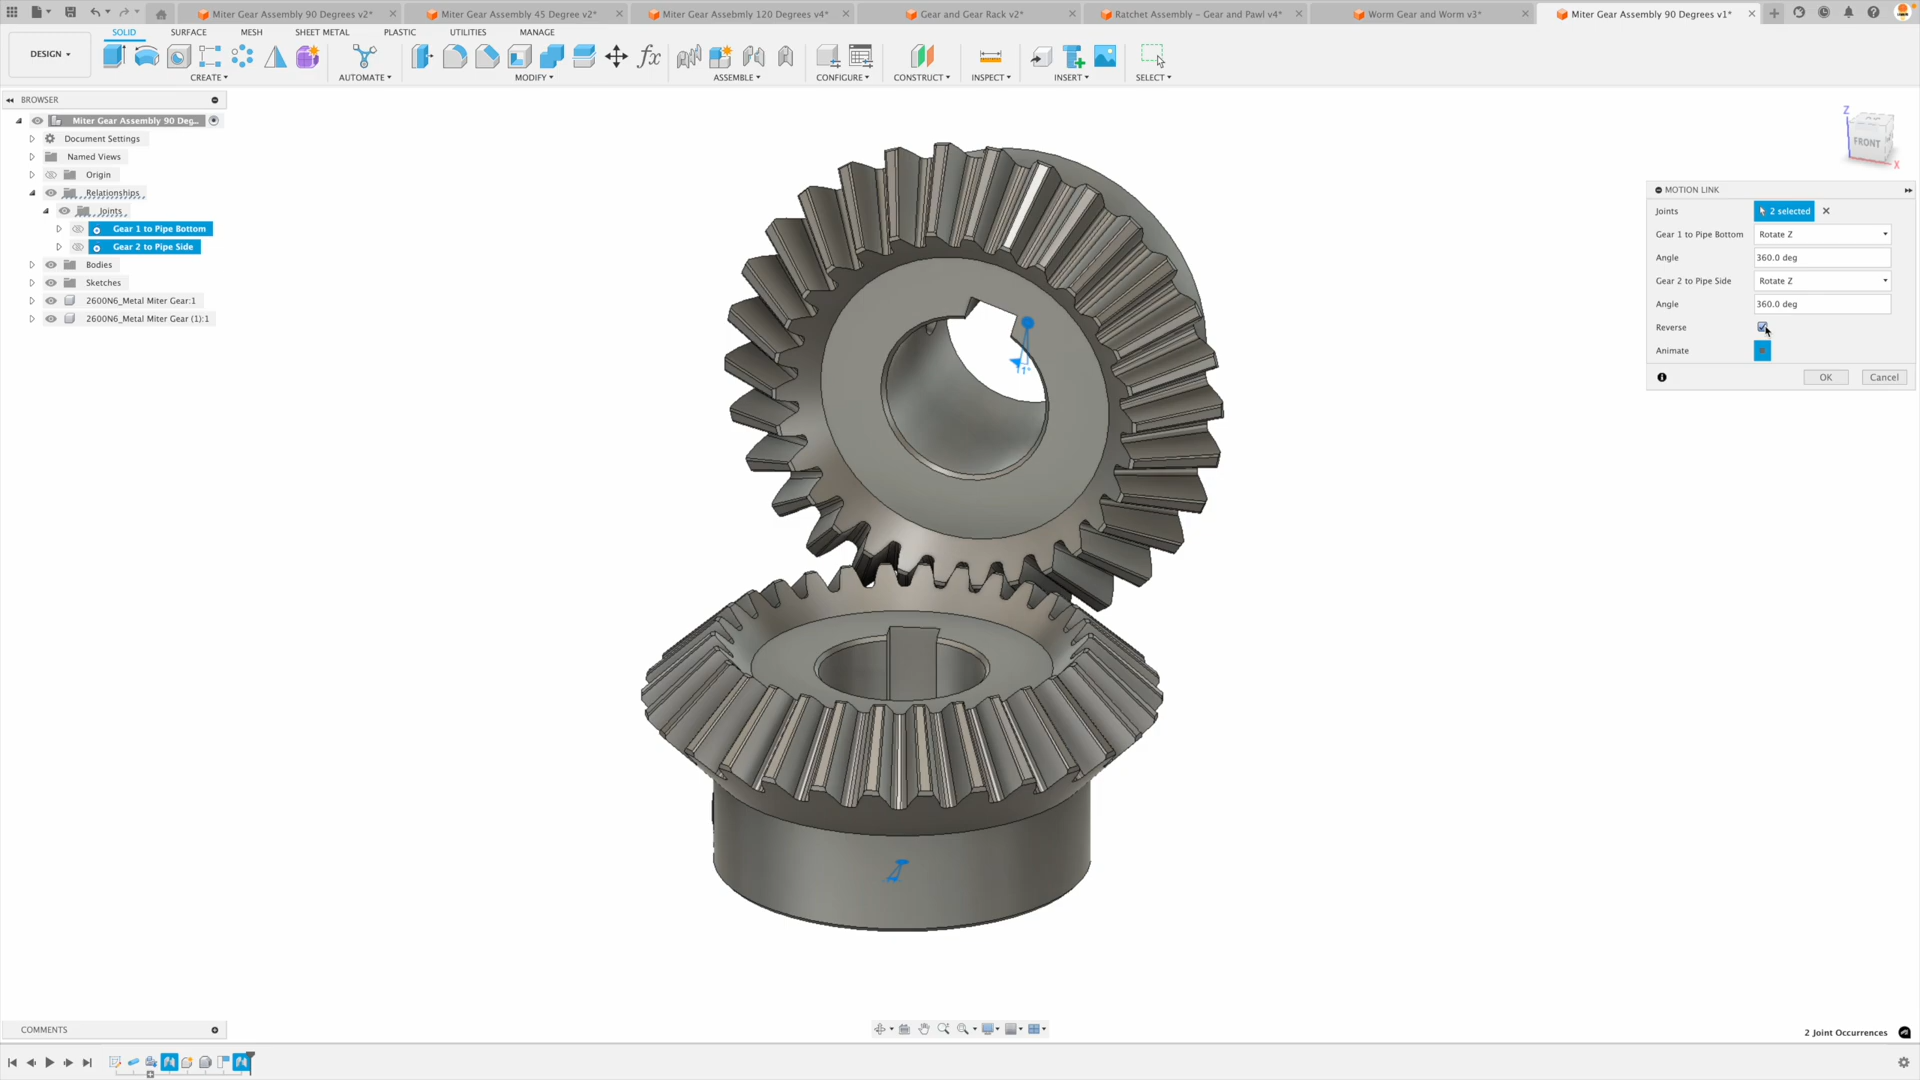 Miter Gear Assembly 90 Degrees v2*
Miter Gear Assembly 45 Degree v2*
Miter Gear Assebmly 120 Degrees v4*
Gear and Gear Rack v2*
Ratchet Assembly - Gear and Pawl v4*
Worm Gear and Worm v3*
Miter Gear Assembly 90 Degrees v1*
DESIGN
SOLID
SURFACE
MESH
SHEET METAL
PLASTIC
UTILITIES
MANAGE
CREATE
AUTOMATE
MODIFY
ASSEMBLE
CONFIGURE
CONSTRUCT
INSPECT
INSERT
SELECT
BROWSER
Miter Gear Assembly 90 Deg...
Document Settings
Named Views
Origin
Relationships
Joints
Gear 1 to Pipe Bottom
Gear 2 to Pipe Side
Bodies
Sketches
2600N6_Metal Miter Gear:1
2600N6_Metal Miter Gear (1):1
Z
FRONT
X
MOTION LINK
Joints 2 selected
Gear 1 to Pipe Bottom Rotate Z
Angle 360.0 deg
Gear 2 to Pipe Side Rotate Z
Angle 360.0 deg
Reverse
Animate
OK Cancel
COMMENTS
2 Joint Occurrences